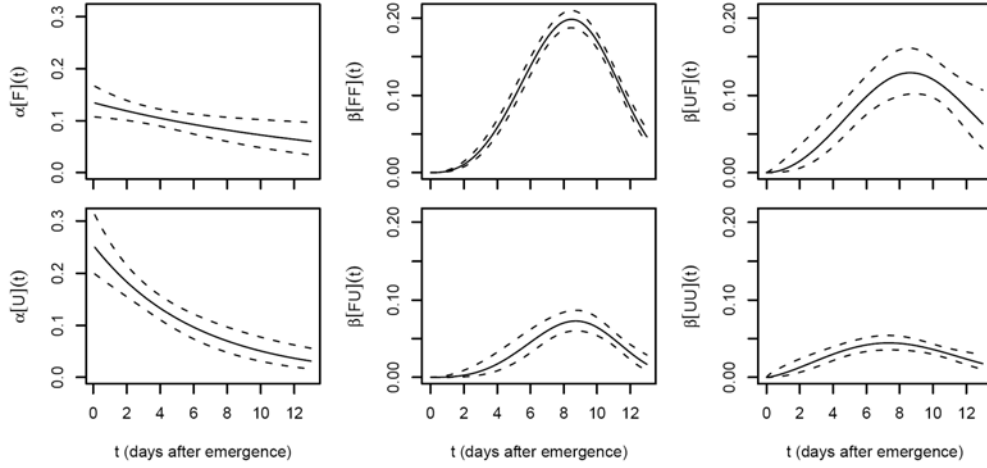 α[F](t)
0.0 0.1 0.2 0.3
β[FF](t)
0.00 0.10 0.20
β[UF](t)
0.00 0.10 0.20
α[U](t)
0.0 0.1 0.2 0.3
β[FU](t)
0.00 0.10 0.20
β[UU](t)
0.00 0.10 0.20
0 2 4 6 8 10 12
0 2 4 6 8 10 12
0 2 4 6 8 10 12
t (days after emergence)
t (days after emergence)
t (days after emergence)